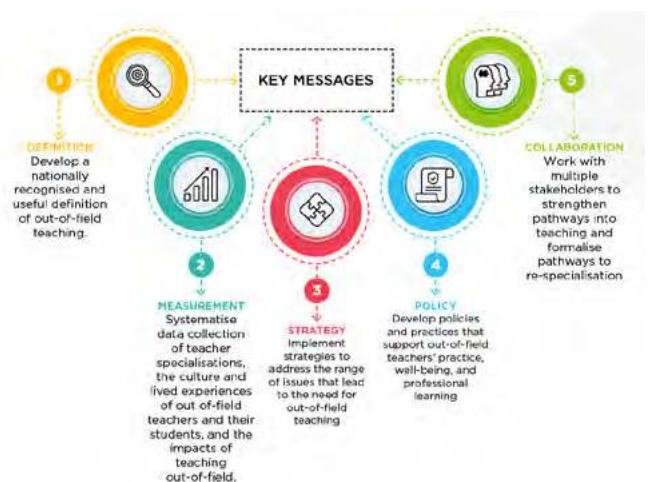 KEY MESSAGES
1
DEFINITION
Develop a
nationally
recognised and
useful definition
of out-of-field
teaching.
2
MEASUREMENT
Systematise
data collection
of teacher
specialisations,
the culture and
lived experiences
of out of-field
teachers and their
students, and the
impacts of
teaching
out-of-field.
3
STRATEGY
Implement
strategies to
address the range
of issues that lead
to the need for
out-of-field
teaching
4
POLICY
Develop policies
and practices that
support out-of-field
teachers' practice,
well-being, and
professional
learning
5
COLLABORATION
Work with
multiple
stakeholders to
strengthen
pathways into
teaching and
formalise
pathways to
re-specialisation